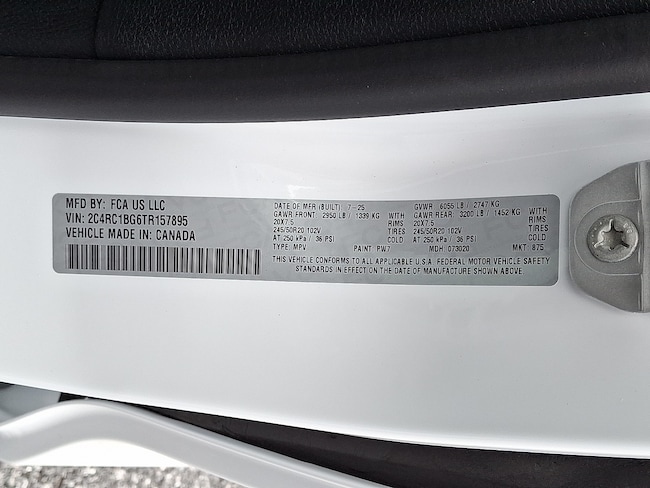 MFD BY: FCA US LLC
VIN: 2C4RC1BG6TR157895
VEHICLE MADE IN: CANADA
DATE OF MFR (BUILT) 7-25 GVWR 6055 LB / 2747 KG
GAWR FRONT 2950 LB / 1339 KG WITH GAWR REAR 3200 LB / 1452 KG WITH
20X7.5 RIMS 20X7.5 RIMS
245/50R20 102V TIRES 245/50R20 102V TIRES
AT 250 kPa / 36 PSI COLD AT 250 kPa / 36 PSI COLD
TYPE: MPV PAINT: PW7 MDH: 073020 MKT: 875
THIS VEHICLE CONFORMS TO ALL APPLICABLE U.S.A. FEDERAL MOTOR VEHICLE SAFETY
STANDARDS IN EFFECT ON THE DATE OF MANUFACTURE SHOWN ABOVE.